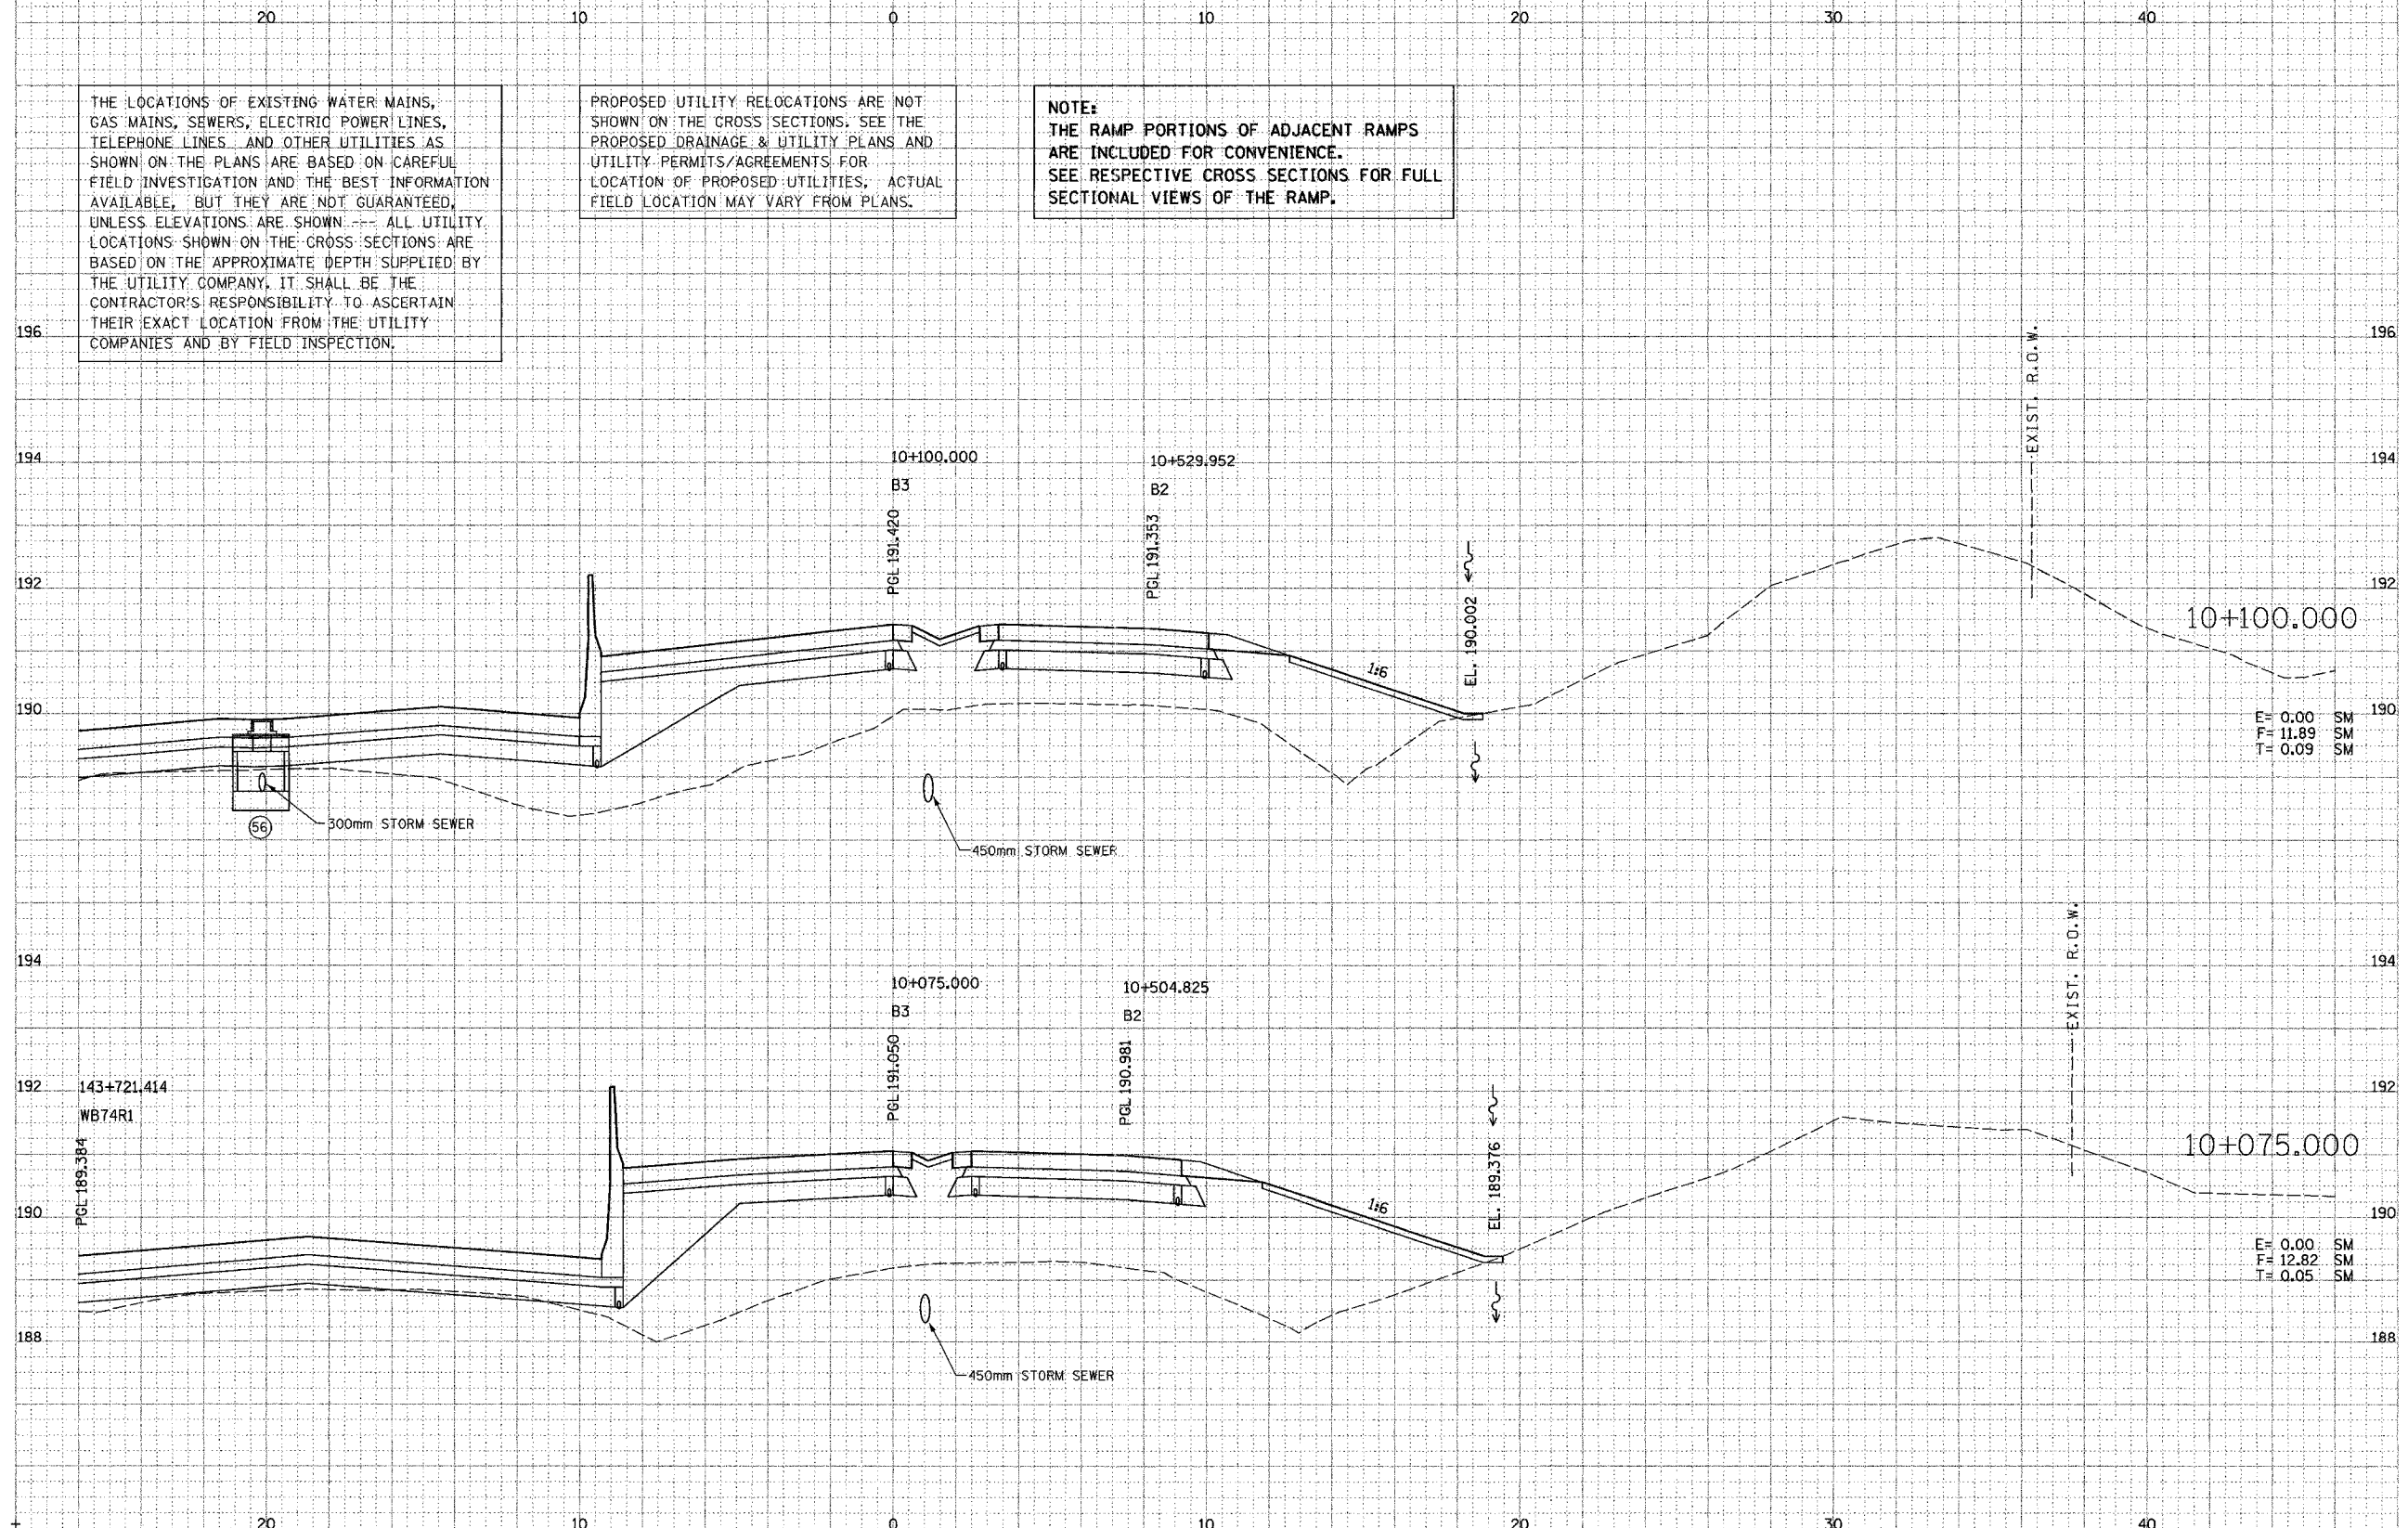 20 10 0 10 20 30 40
THE LOCATIONS OF EXISTING WATER MAINS,
GAS MAINS, SEWERS, ELECTRIC POWER LINES,
TELEPHONE LINES AND OTHER UTILITIES AS
SHOWN ON THE PLANS ARE BASED ON CAREFUL
FIELD INVESTIGATION AND THE BEST INFORMATION
AVAILABLE, BUT THEY ARE NOT GUARANTEED,
UNLESS ELEVATIONS ARE SHOWN --- ALL UTILITY
LOCATIONS SHOWN ON THE CROSS SECTIONS ARE
BASED ON THE APPROXIMATE DEPTH SUPPLIED BY
THE UTILITY COMPANY. IT SHALL BE THE
CONTRACTOR'S RESPONSIBILITY TO ASCERTAIN
THEIR EXACT LOCATION FROM THE UTILITY
COMPANIES AND BY FIELD INSPECTION.
PROPOSED UTILITY RELOCATIONS ARE NOT
SHOWN ON THE CROSS SECTIONS. SEE THE
PROPOSED DRAINAGE & UTILITY PLANS AND
UTILITY PERMITS/AGREEMENTS FOR
LOCATION OF PROPOSED UTILITIES, ACTUAL
FIELD LOCATION MAY VARY FROM PLANS.
NOTE:
THE RAMP PORTIONS OF ADJACENT RAMPS
ARE INCLUDED FOR CONVENIENCE.
SEE RESPECTIVE CROSS SECTIONS FOR FULL
SECTIONAL VIEWS OF THE RAMP.
196
196
EXIST. R.O.W.
194
194
10+100.000
B3
PGL 191.420
10+529.952
B2
PGL 191.353
192
192
EL. 190.002
1:6
10+100.000
190
190
E= 0.00 SM
F= 11.89 SM
T= 0.09 SM
56
300mm STORM SEWER
450mm STORM SEWER
EXIST. R.O.W.
194
194
10+075.000
B3
PGL 191.050
10+504.825
B2
PGL 190.981
192
192
143+721.414
WB74R1
PGL 189.384
EL. 189.376
1:6
10+075.000
190
190
E= 0.00 SM
F= 12.82 SM
T= 0.05 SM
188
188
450mm STORM SEWER
20 10 0 10 20 30 40